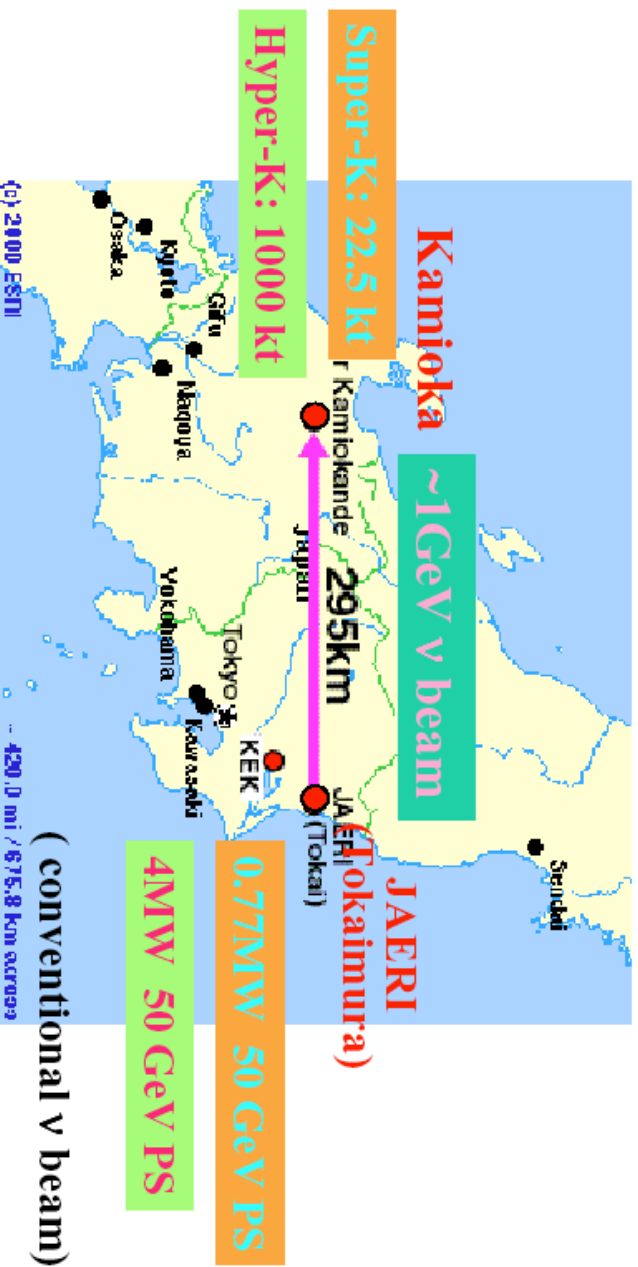 Super-K: 22.5 kt
Hyper-K: 1000 kt
Kamioka
~1GeV ν beam
JAERI
(Tokaimura)
r Kamiokande
295km
JAERI
(Tokai)
Japan
Sendai
KEK
Tokyo
Kawasaki
Yokohama
Nagoya
Gifu
Kyoto
Osaka
0.77MW 50 GeV PS
4MW 50 GeV PS
(c) 2000 ESRI
- 420.0 mi / 675.8 km across
( conventional ν beam)